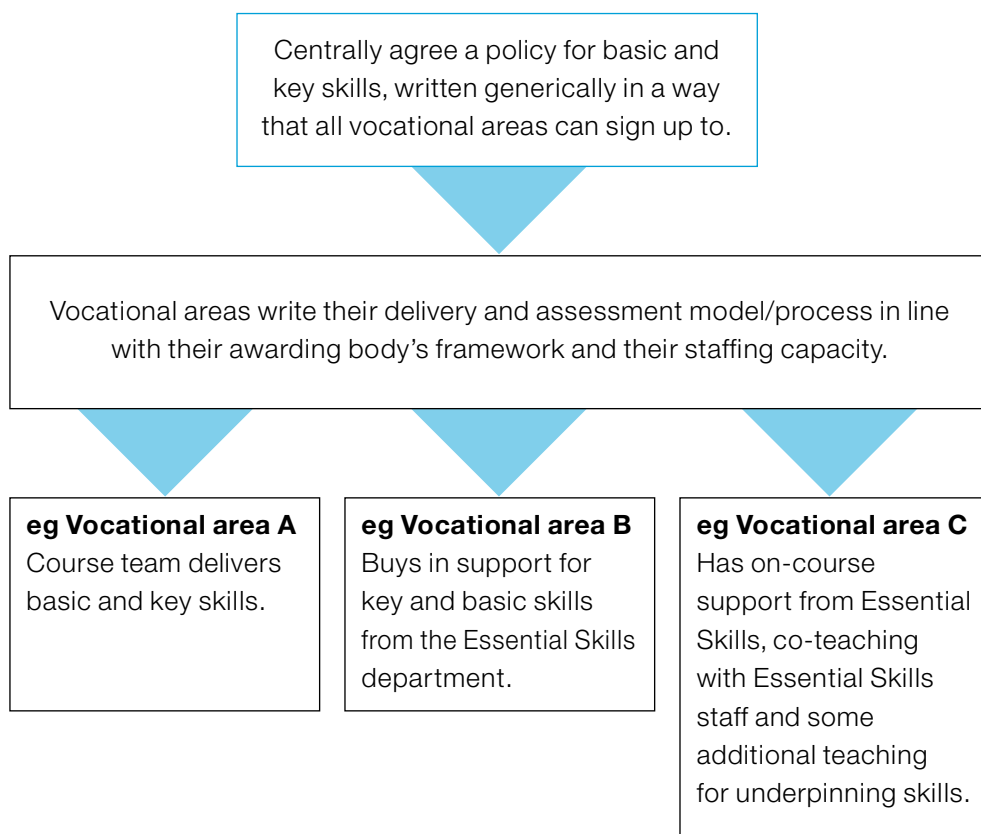 Centrally agree a policy for basic and
key skills, written generically in a way
that all vocational areas can sign up to.
Vocational areas write their delivery and assessment model/process in line
with their awarding body’s framework and their staffing capacity.
eg Vocational area A
Course team delivers
basic and key skills.
eg Vocational area B
Buys in support for
key and basic skills
from the Essential Skills
department.
eg Vocational area C
Has on-course
support from Essential
Skills, co-teaching
with Essential Skills
staff and some
additional teaching
for underpinning skills.